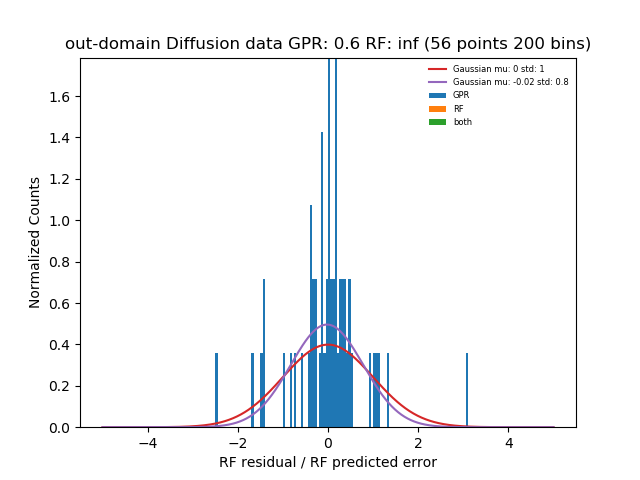 out-domain Diffusion data GPR: 0.6 RF: inf (56 points 200 bins)
Gaussian mu: 0 std: 1
Gaussian mu: -0.02 std: 0.8
GPR
RF
both
Normalized Counts
1.6
1.4
1.2
1.0
0.8
0.6
0.4
0.2
0.0
−4 −2 0 2 4
RF residual / RF predicted error